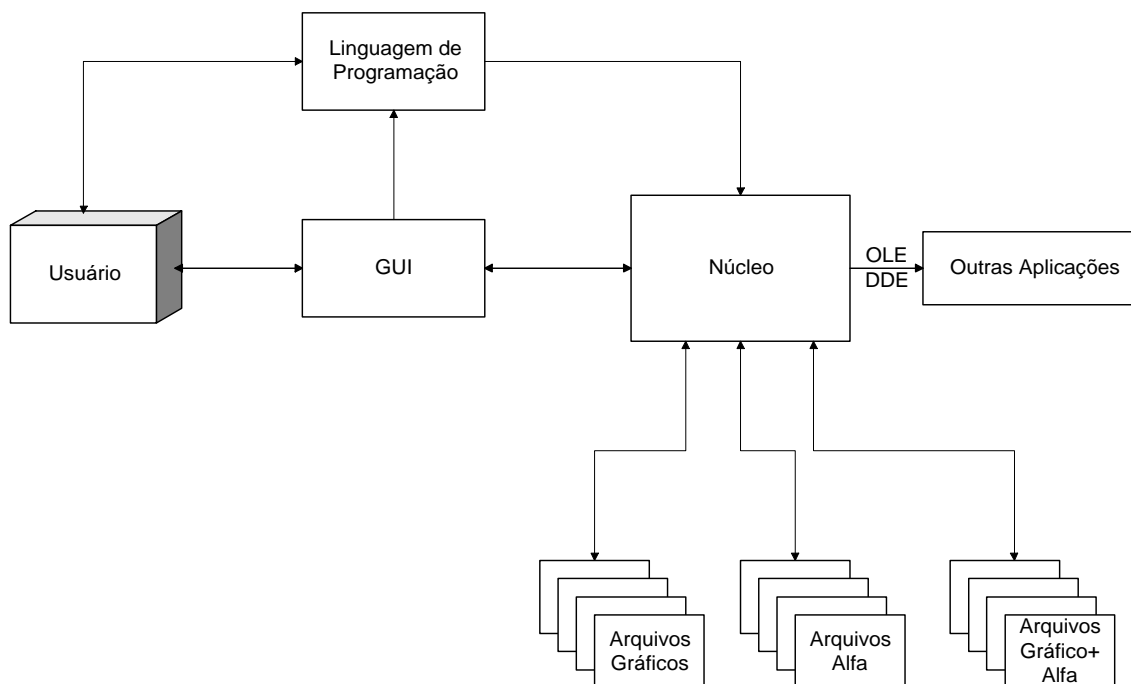 Linguagem de
Programação
Usuário
GUI
Núcleo
OLE
DDE
Outras Aplicações
Arquivos
Gráficos
Arquivos
Alfa
Arquivos
Gráfico+
Alfa